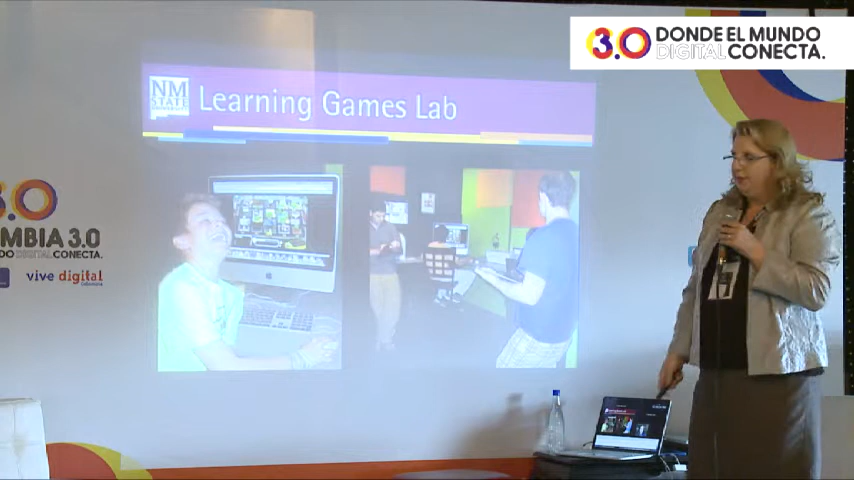 3.0 DONDE EL MUNDO
DIGITAL CONECTA.
NM
STATE
Learning Games Lab
3.0
MBIA 3.0
DO DIGITAL CONECTA.
vive digital